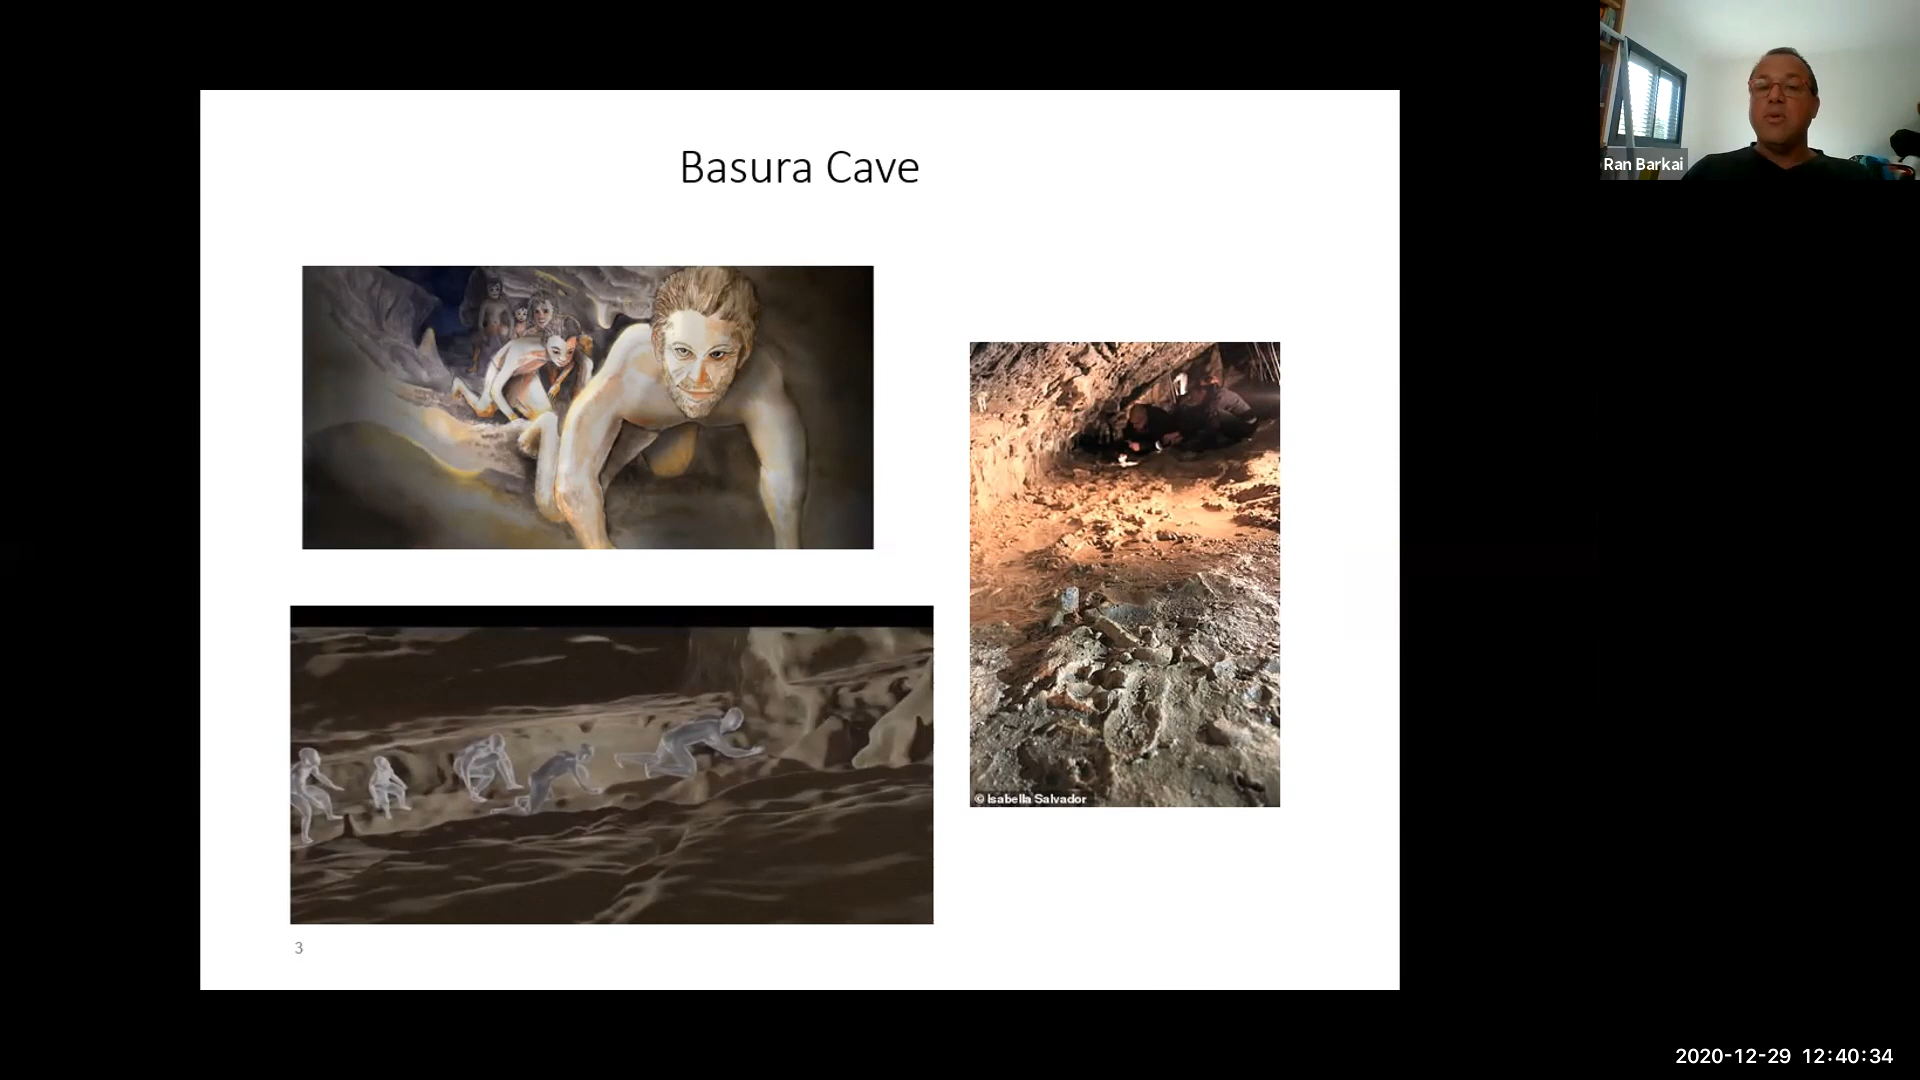 Basura Cave
Ran Barkai
© Isabella Salvador
3
2020-12-29 12:40:34